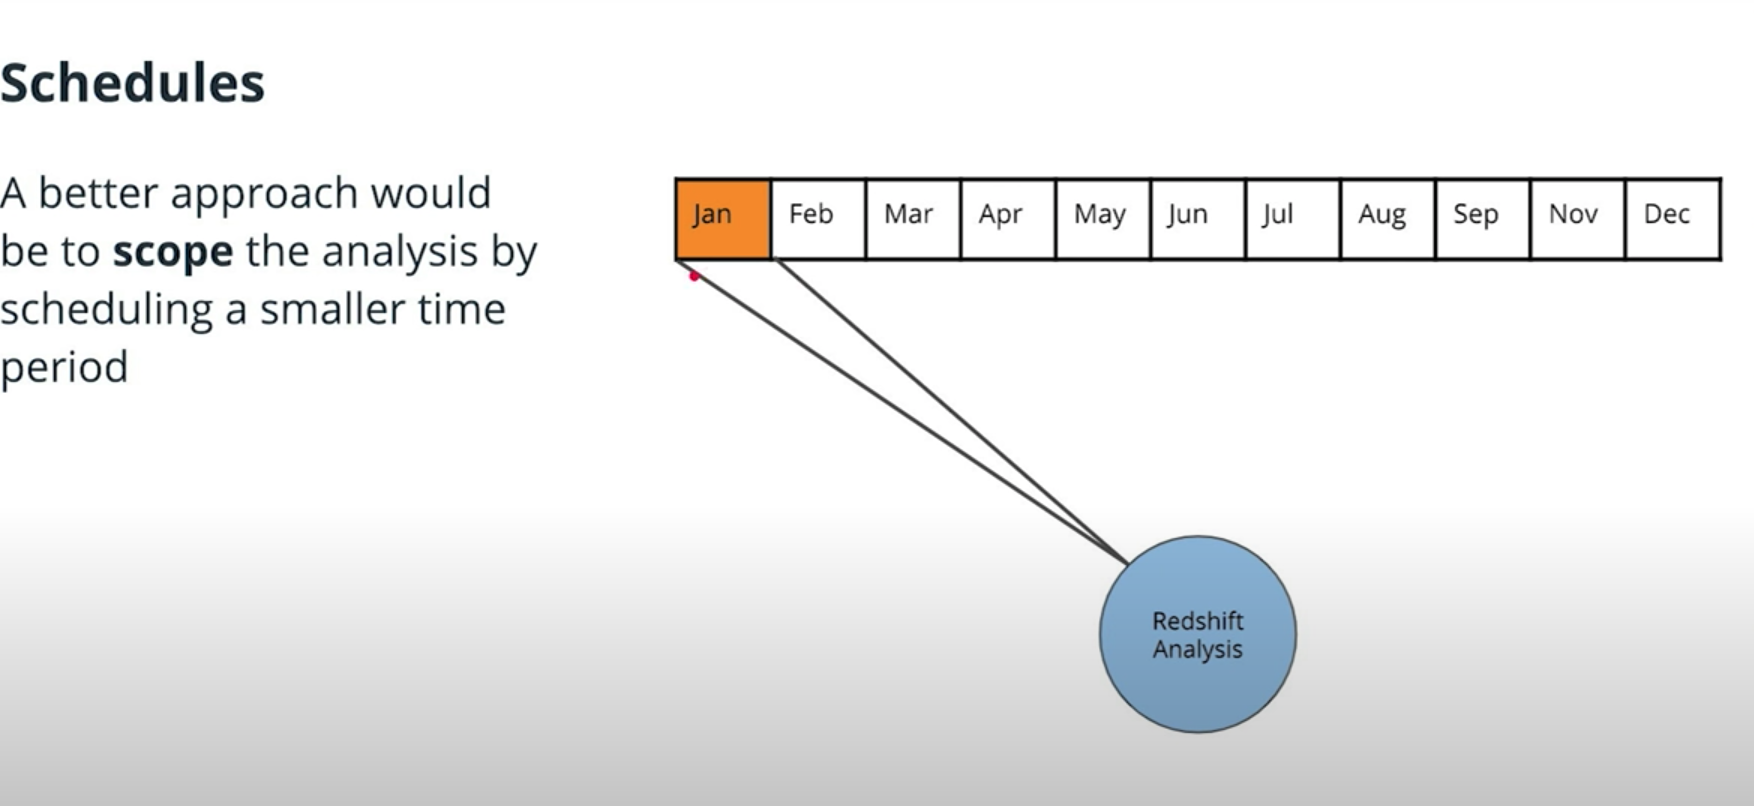 Schedules
A better approach would
be to scope the analysis by
scheduling a smaller time
period
Jan Feb Mar Apr May Jun Jul Aug Sep Nov Dec
Redshift
Analysis